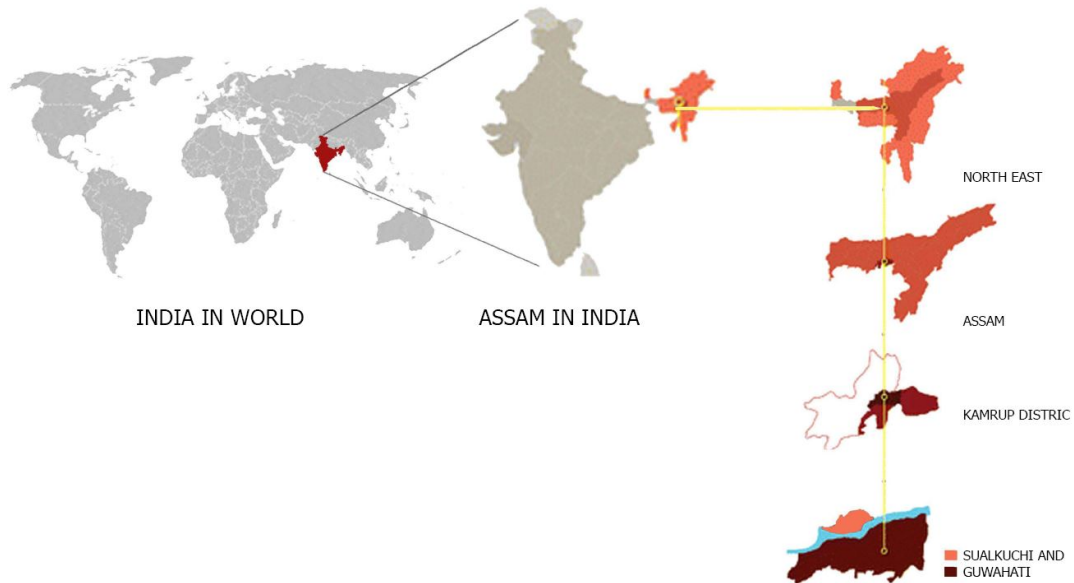 INDIA IN WORLD
ASSAM IN INDIA
NORTH EAST
ASSAM
KAMRUP DISTRIC
SUALKUCHI AND
GUWAHATI